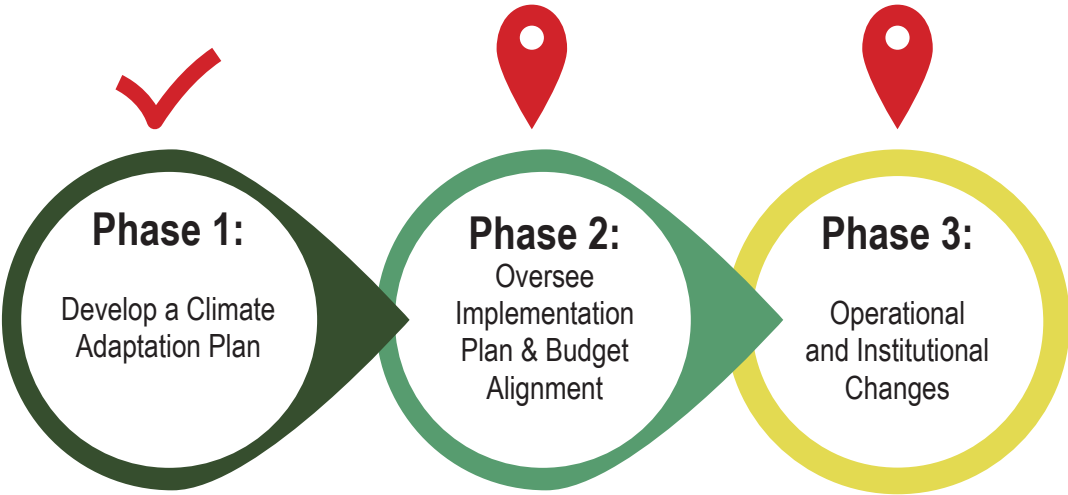 Phase 1:
Develop a Climate
Adaptation Plan
Phase 2:
Oversee
Implementation
Plan & Budget
Alignment
Phase 3:
Operational
and Institutional
Changes